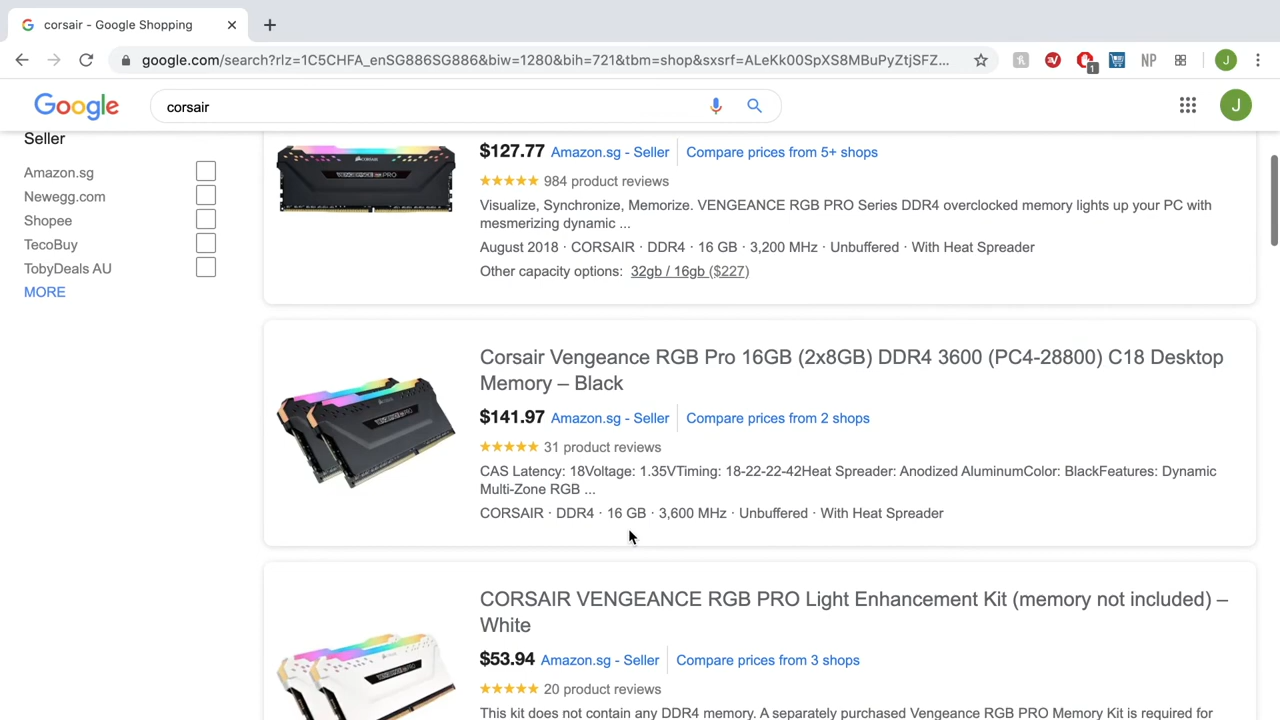 corsair - Google Shopping
google.com/search?rlz=1C5CHFA_enSG886SG886&biw=1280&bih=721&tbm=shop&sxsrf=ALeKk00SpXS8MBuPyZtjSFZ...
1
NP
J
Google
corsair
J
Seller
Amazon.sg
Newegg.com
Shopee
TecoBuy
TobyDeals AU
MORE
CORSAIR
VENGEANCE PRO
$127.77 Amazon.sg - Seller Compare prices from 5+ shops
984 product reviews
Visualize, Synchronize, Memorize. VENGEANCE RGB PRO Series DDR4 overclocked memory lights up your PC with
mesmerizing dynamic ...
August 2018 · CORSAIR · DDR4 · 16 GB · 3,200 MHz · Unbuffered · With Heat Spreader
Other capacity options: 32gb / 16gb ($227)
Corsair Vengeance RGB Pro 16GB (2x8GB) DDR4 3600 (PC4-28800) C18 Desktop
Memory – Black
$141.97 Amazon.sg - Seller Compare prices from 2 shops
31 product reviews
CAS Latency: 18Voltage: 1.35VTiming: 18-22-22-42Heat Spreader: Anodized AluminumColor: BlackFeatures: Dynamic
Multi-Zone RGB ...
CORSAIR · DDR4 · 16 GB · 3,600 MHz · Unbuffered · With Heat Spreader
CORSAIR VENGEANCE RGB PRO Light Enhancement Kit (memory not included) –
White
$53.94 Amazon.sg - Seller Compare prices from 3 shops
20 product reviews
This kit does not contain any DDR4 memory. A separately purchased Vengeance RGB PRO Memory Kit is required for